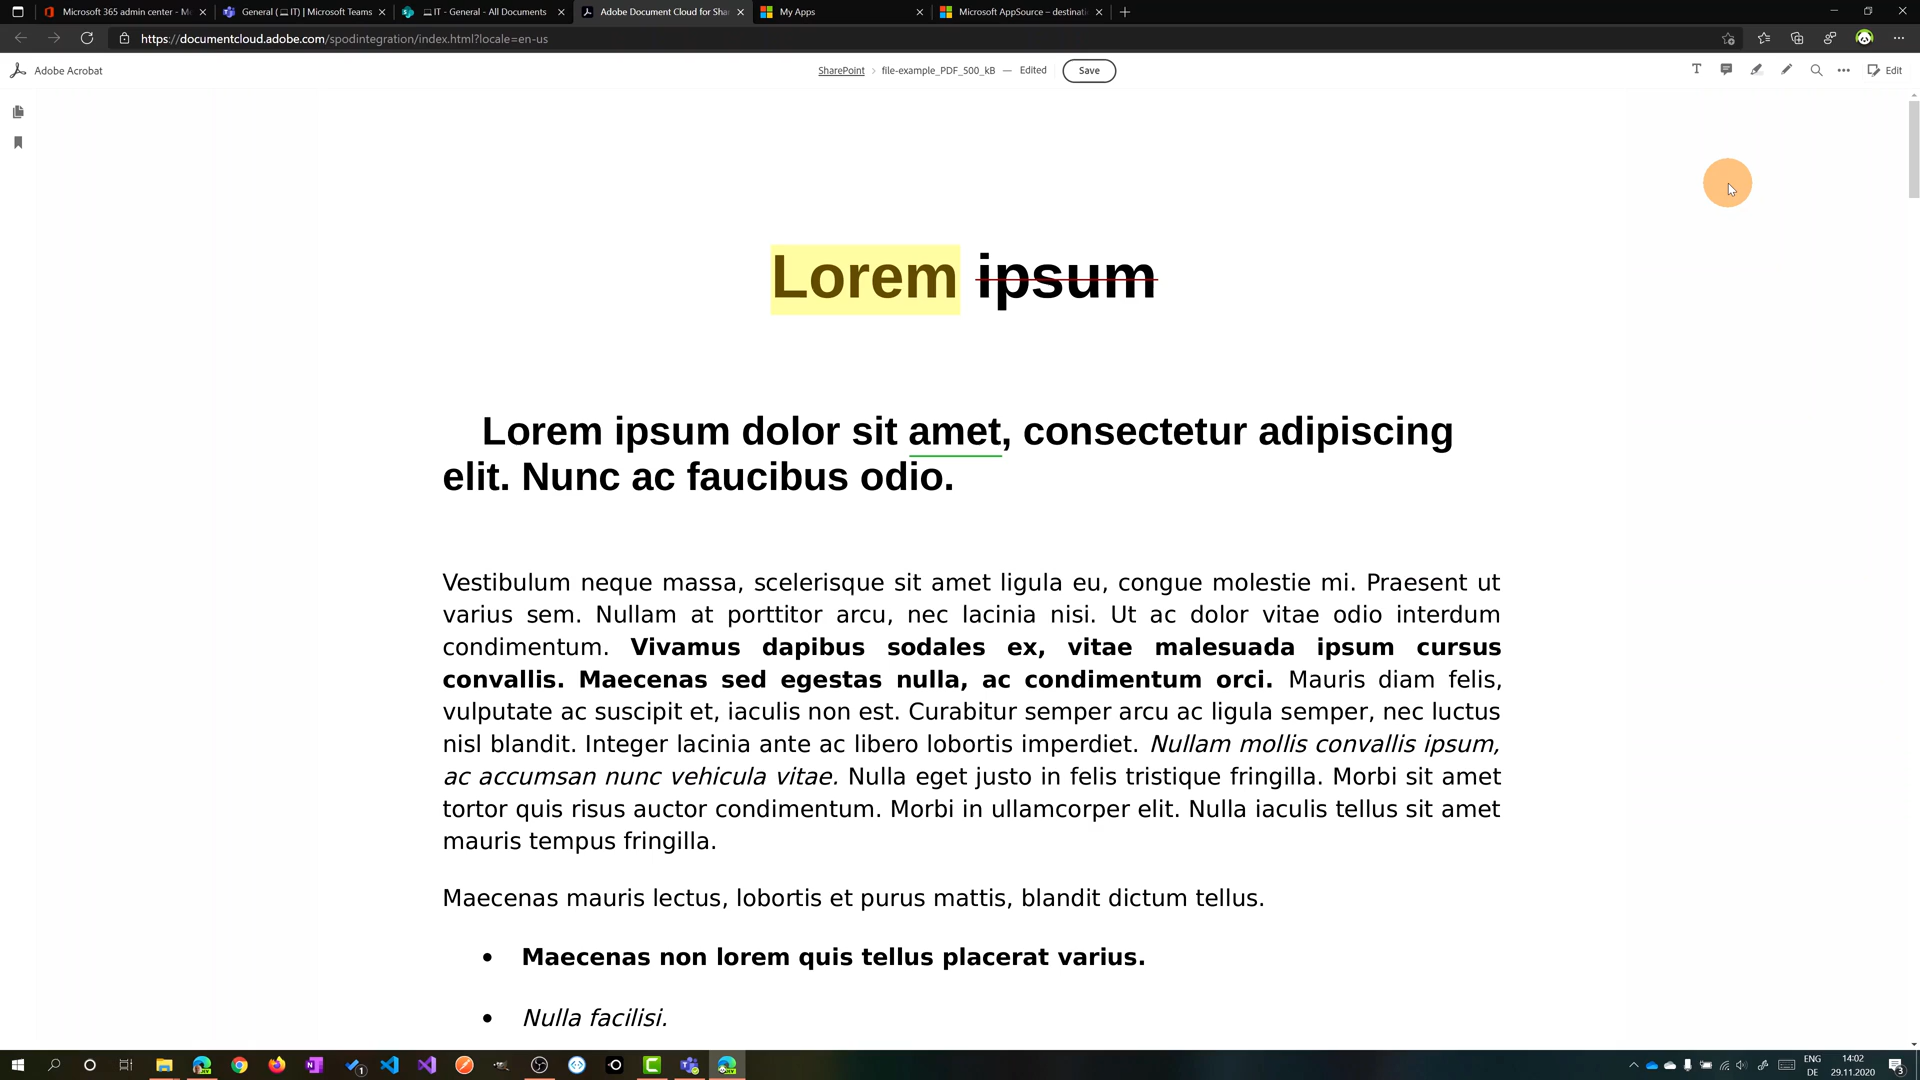 Microsoft 365 admin center - M
General (💻 IT) | Microsoft Teams
💻 IT - General - All Documents
Adobe Document Cloud for Sha
My Apps
Microsoft AppSource – destinati
https://documentcloud.adobe.com/spodintegration/index.html?locale=en-us
Adobe Acrobat
SharePoint > file-example_PDF_500_kB — Edited
Save
Edit
Lorem ipsum
Lorem ipsum dolor sit amet, consectetur adipiscing
elit. Nunc ac faucibus odio.
Vestibulum neque massa, scelerisque sit amet ligula eu, congue molestie mi. Praesent ut
varius sem. Nullam at porttitor arcu, nec lacinia nisi. Ut ac dolor vitae odio interdum
condimentum. Vivamus dapibus sodales ex, vitae malesuada ipsum cursus
convallis. Maecenas sed egestas nulla, ac condimentum orci. Mauris diam felis,
vulputate ac suscipit et, iaculis non est. Curabitur semper arcu ac ligula semper, nec luctus
nisl blandit. Integer lacinia ante ac libero lobortis imperdiet. Nullam mollis convallis ipsum,
ac accumsan nunc vehicula vitae. Nulla eget justo in felis tristique fringilla. Morbi sit amet
tortor quis risus auctor condimentum. Morbi in ullamcorper elit. Nulla iaculis tellus sit amet
mauris tempus fringilla.
Maecenas mauris lectus, lobortis et purus mattis, blandit dictum tellus.
• Maecenas non lorem quis tellus placerat varius.
• Nulla facilisi.
1
ENG
DE
14:02
29.11.2020
3